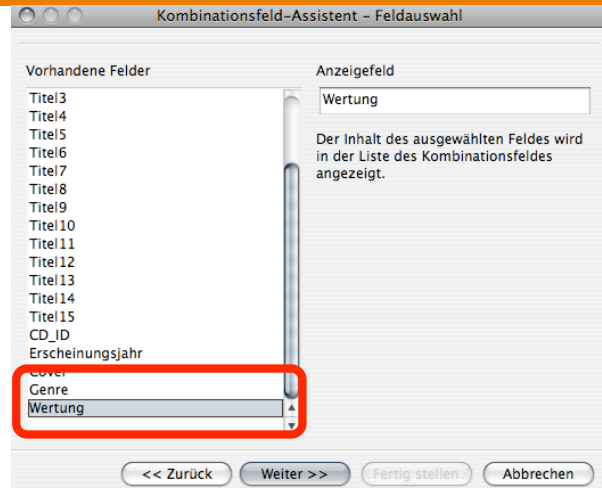 Kombinationsfeld-Assistent – Feldauswahl
Vorhandene Felder
Titel3
Titel4
Titel5
Titel6
Titel7
Titel8
Titel9
Titel10
Titel11
Titel12
Titel13
Titel14
Titel15
CD_ID
Erscheinungsjahr
Cover
Genre
Wertung
Anzeigefeld
Wertung
Der Inhalt des ausgewählten Feldes wird
in der Liste des Kombinationsfeldes
angezeigt.
<< Zurück
Weiter >>
Fertig stellen
Abbrechen